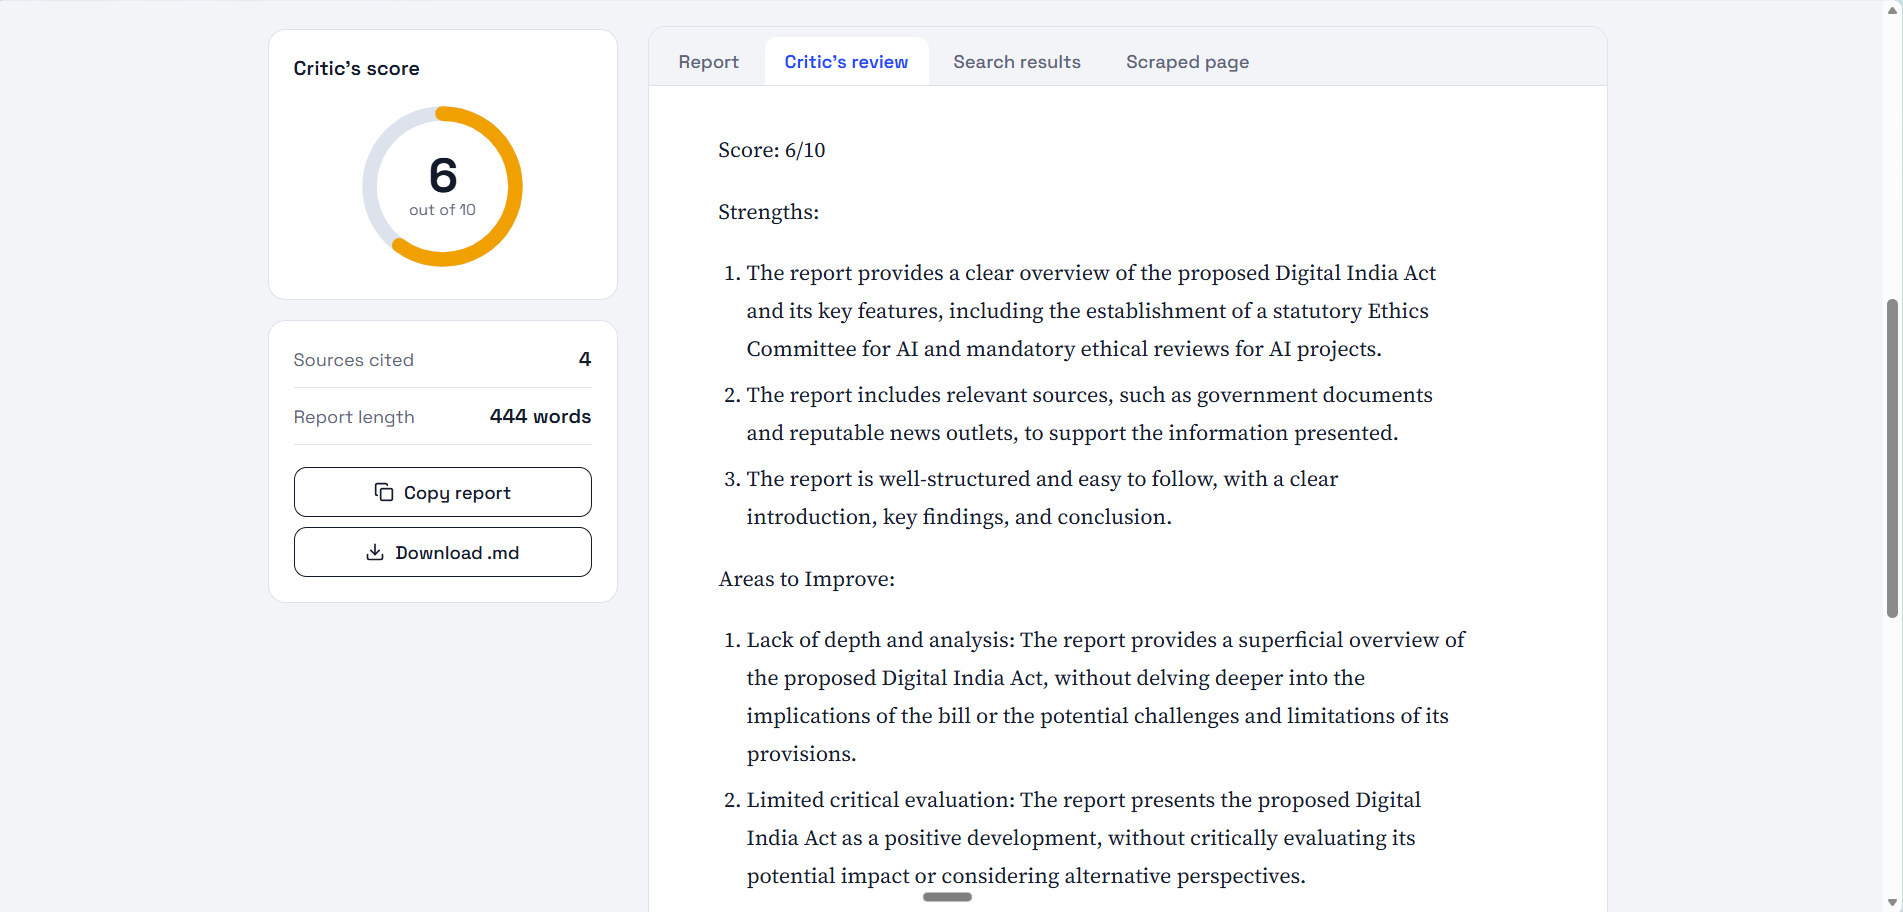 Critic's score
6
out of 10
Sources cited 4
Report length 444 words
Copy report
Download .md
Report Critic's review Search results Scraped page
Score: 6/10
Strengths:
1. The report provides a clear overview of the proposed Digital India Act
and its key features, including the establishment of a statutory Ethics
Committee for AI and mandatory ethical reviews for AI projects.
2. The report includes relevant sources, such as government documents
and reputable news outlets, to support the information presented.
3. The report is well-structured and easy to follow, with a clear
introduction, key findings, and conclusion.
Areas to Improve:
1. Lack of depth and analysis: The report provides a superficial overview of
the proposed Digital India Act, without delving deeper into the
implications of the bill or the potential challenges and limitations of its
provisions.
2. Limited critical evaluation: The report presents the proposed Digital
India Act as a positive development, without critically evaluating its
potential impact or considering alternative perspectives.